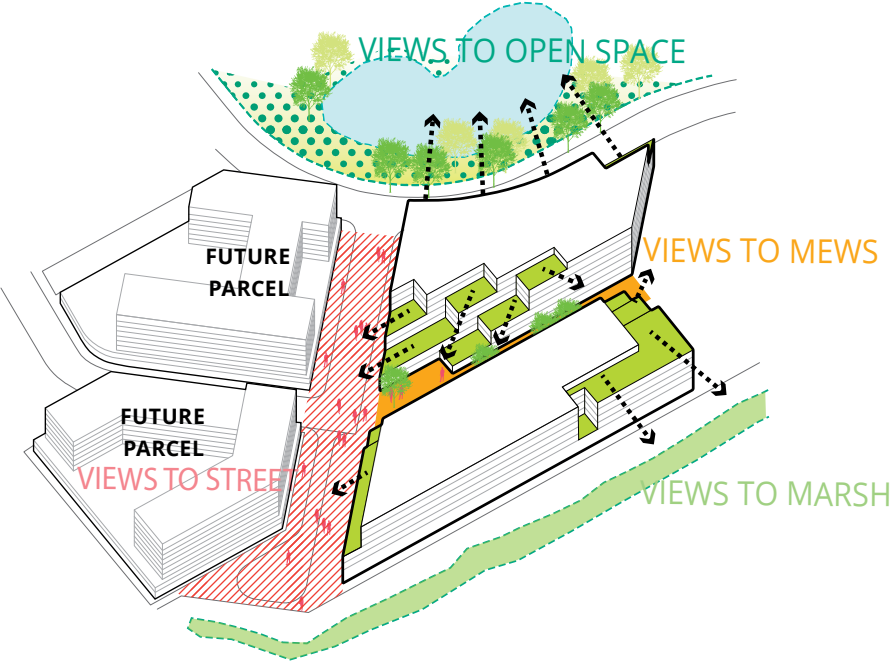 VIEWS TO OPEN SPACE
VIEWS TO MEWS
FUTURE
PARCEL
FUTURE
PARCEL
VIEWS TO STREET
VIEWS TO MARSH